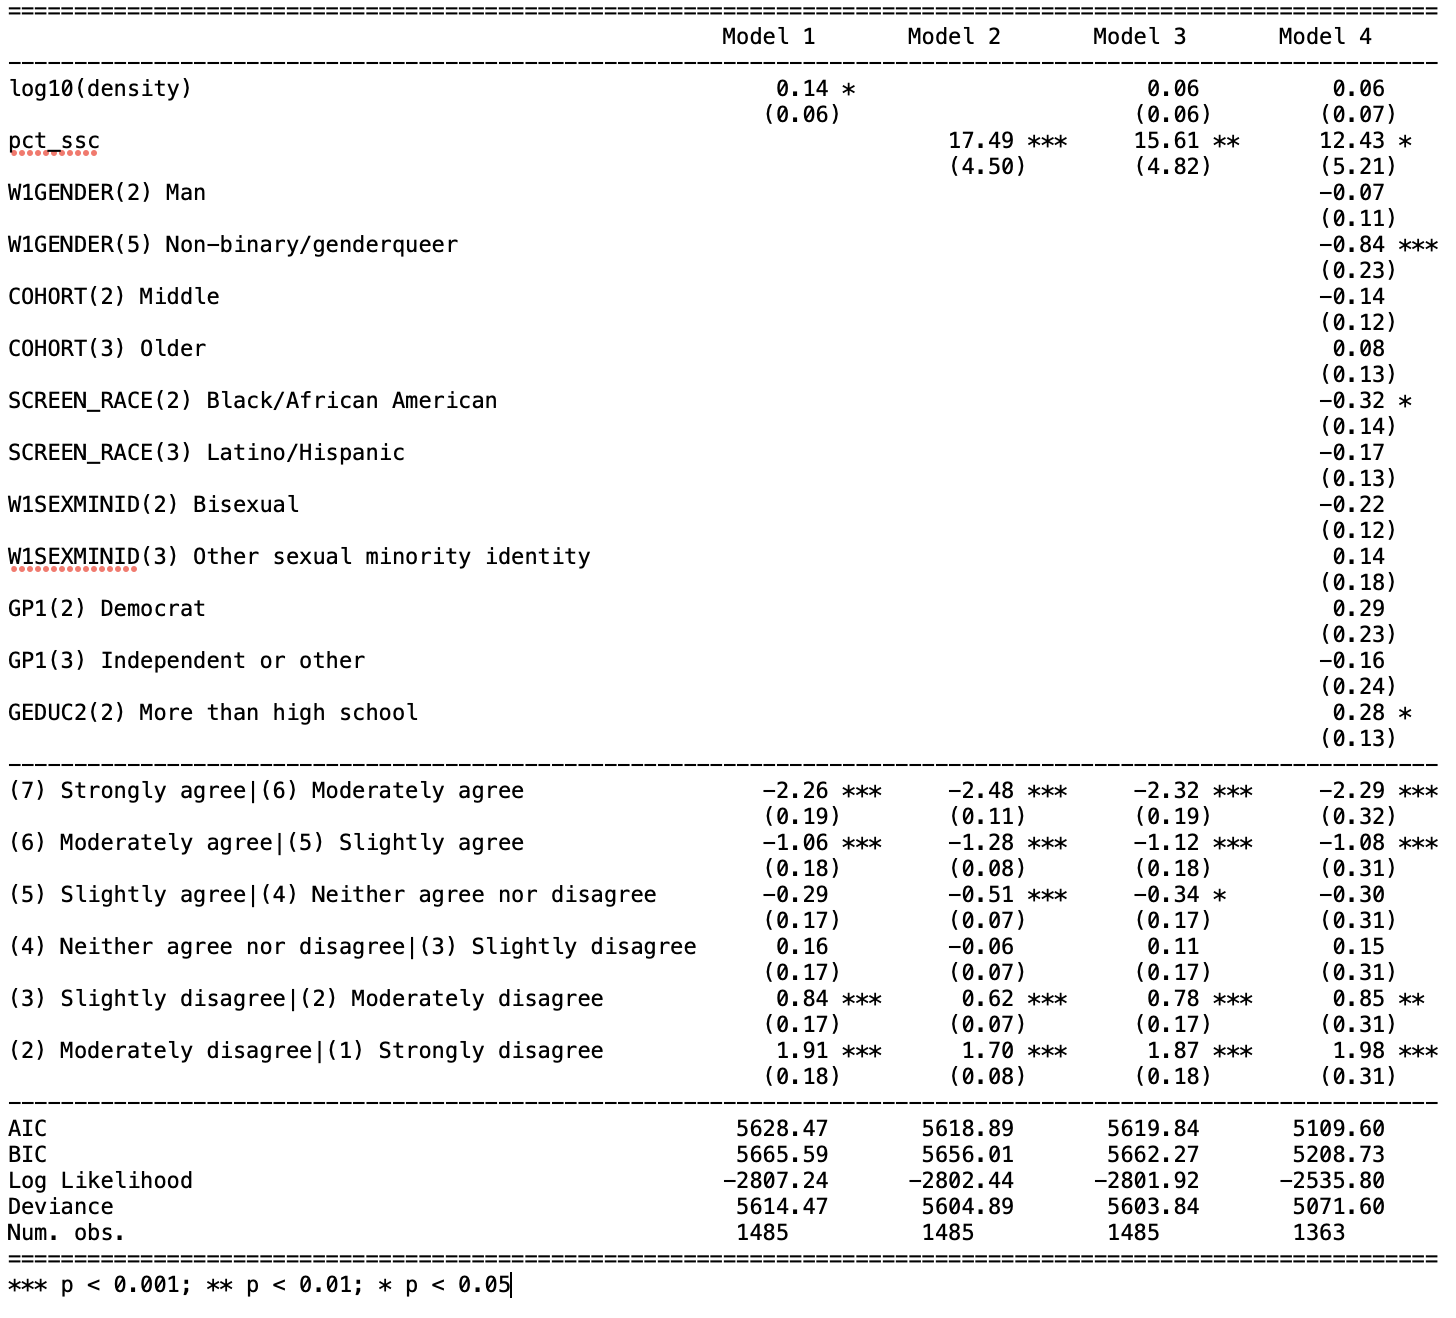 Model 1 Model 2 Model 3 Model 4
log10(density) 0.14 * 0.06 0.06
(0.06) (0.06) (0.07)
pct_ssc 17.49 *** 15.61 ** 12.43 *
(4.50) (4.82) (5.21)
W1GENDER(2) Man -0.07
(0.11)
W1GENDER(5) Non-binary/genderqueer -0.84 ***
(0.23)
COHORT(2) Middle -0.14
(0.12)
COHORT(3) Older 0.08
(0.13)
SCREEN_RACE(2) Black/African American -0.32 *
(0.14)
SCREEN_RACE(3) Latino/Hispanic -0.17
(0.13)
W1SEXMINID(2) Bisexual -0.22
(0.12)
W1SEXMINID(3) Other sexual minority identity 0.14
(0.18)
GP1(2) Democrat 0.29
(0.23)
GP1(3) Independent or other -0.16
(0.24)
GEDUC2(2) More than high school 0.28 *
(0.13)
(7) Strongly agree|(6) Moderately agree -2.26 *** -2.48 *** -2.32 *** -2.29 ***
(0.19) (0.11) (0.19) (0.32)
(6) Moderately agree|(5) Slightly agree -1.06 *** -1.28 *** -1.12 *** -1.08 ***
(0.18) (0.08) (0.18) (0.31)
(5) Slightly agree|(4) Neither agree nor disagree -0.29 -0.51 *** -0.34 * -0.30
(0.17) (0.07) (0.17) (0.31)
(4) Neither agree nor disagree|(3) Slightly disagree 0.16 -0.06 0.11 0.15
(0.17) (0.07) (0.17) (0.31)
(3) Slightly disagree|(2) Moderately disagree 0.84 *** 0.62 *** 0.78 *** 0.85 **
(0.17) (0.07) (0.17) (0.31)
(2) Moderately disagree|(1) Strongly disagree 1.91 *** 1.70 *** 1.87 *** 1.98 ***
(0.18) (0.08) (0.18) (0.31)
AIC 5628.47 5618.89 5619.84 5109.60
BIC 5665.59 5656.01 5662.27 5208.73
Log Likelihood -2807.24 -2802.44 -2801.92 -2535.80
Deviance 5614.47 5604.89 5603.84 5071.60
Num. obs. 1485 1485 1485 1363
*** p < 0.001; ** p < 0.01; * p < 0.05